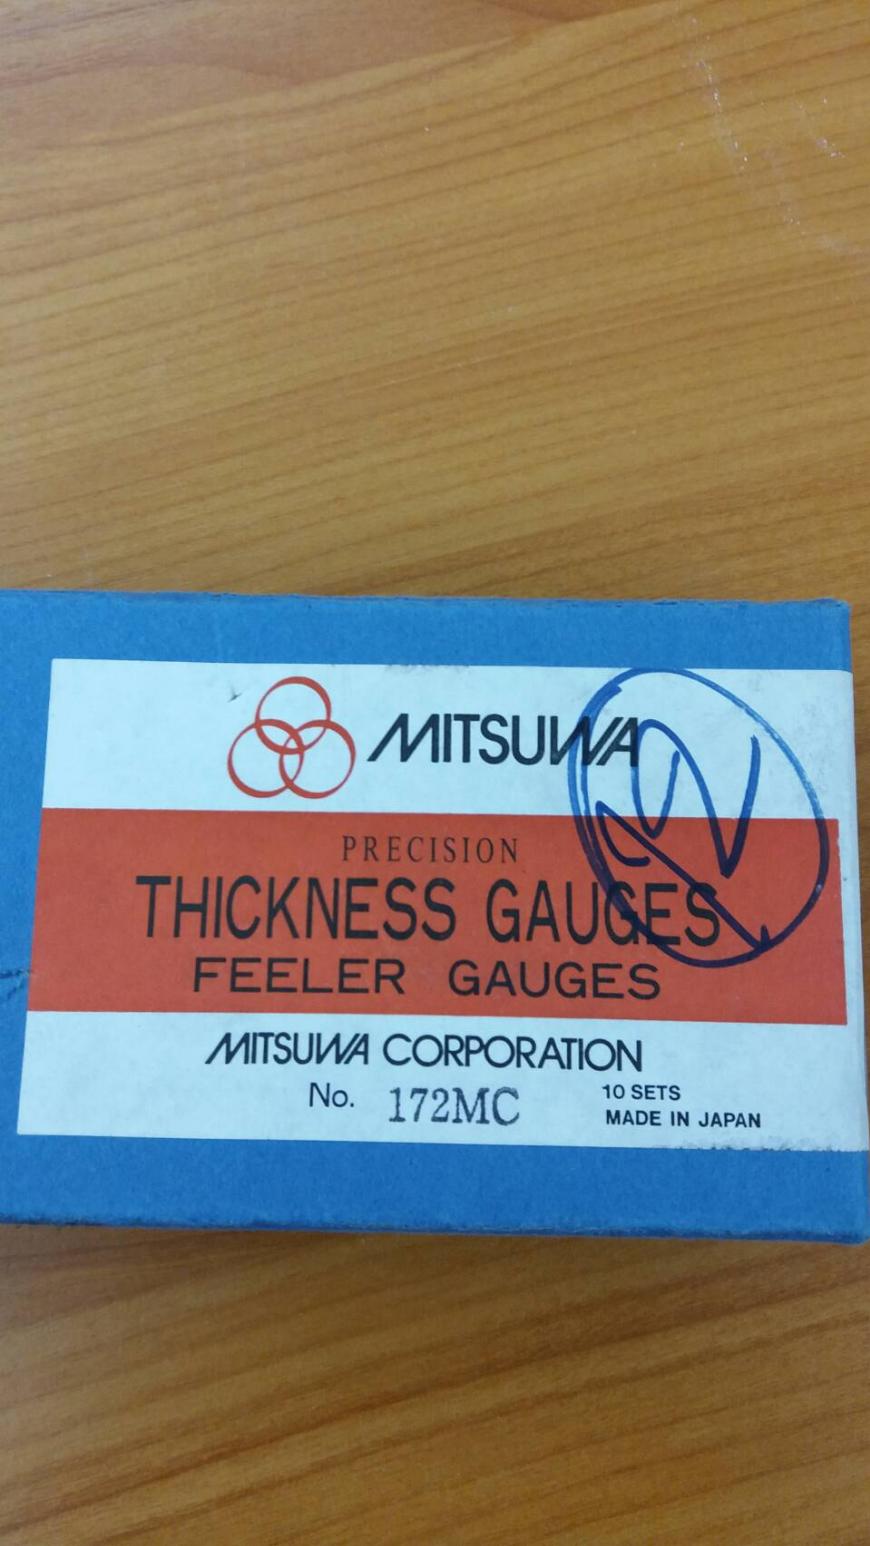 MITSUWA
PRECISION
THICKNESS GAUGES
FEELER GAUGES
MITSUWA CORPORATION
No. 172MC
10 SETS
MADE IN JAPAN